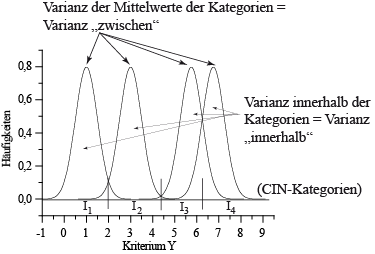 Varianz der Mittelwerte der Kategorien =
Varianz „zwischen“
0,8
0,6
0,4
0,2
0,0
Häufigkeiten
Varianz innerhalb der
Kategorien = Varianz
„innerhalb“
(CIN-Kategorien)
I1 I2 I3 I4
-1 0 1 2 3 4 5 6 7 8 9
Kriterium Y